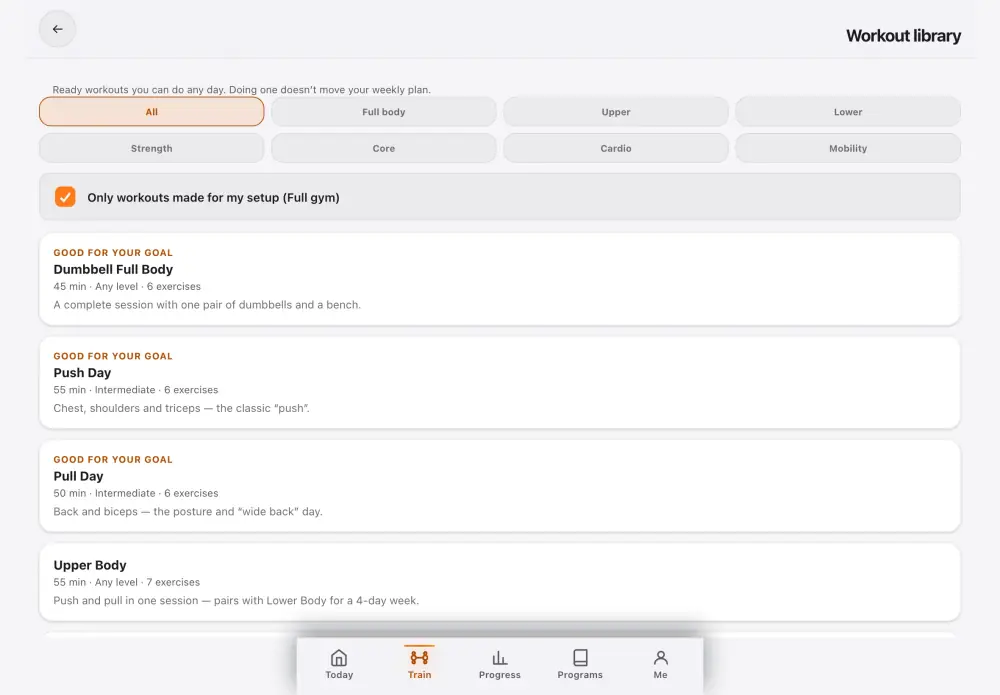 Workout library
Ready workouts you can do any day. Doing one doesn’t move your weekly plan.
All
Full body
Upper
Lower
Strength
Core
Cardio
Mobility
Only workouts made for my setup (Full gym)
GOOD FOR YOUR GOAL
Dumbbell Full Body
45 min · Any level · 6 exercises
A complete session with one pair of dumbbells and a bench.
GOOD FOR YOUR GOAL
Push Day
55 min · Intermediate · 6 exercises
Chest, shoulders and triceps — the classic “push”.
GOOD FOR YOUR GOAL
Pull Day
50 min · Intermediate · 6 exercises
Back and biceps — the posture and “wide back” day.
Upper Body
55 min · Any level · 7 exercises
Push and pull in one session — pairs with Lower Body for a 4-day week.
Today
Train
Progress
Programs
Me